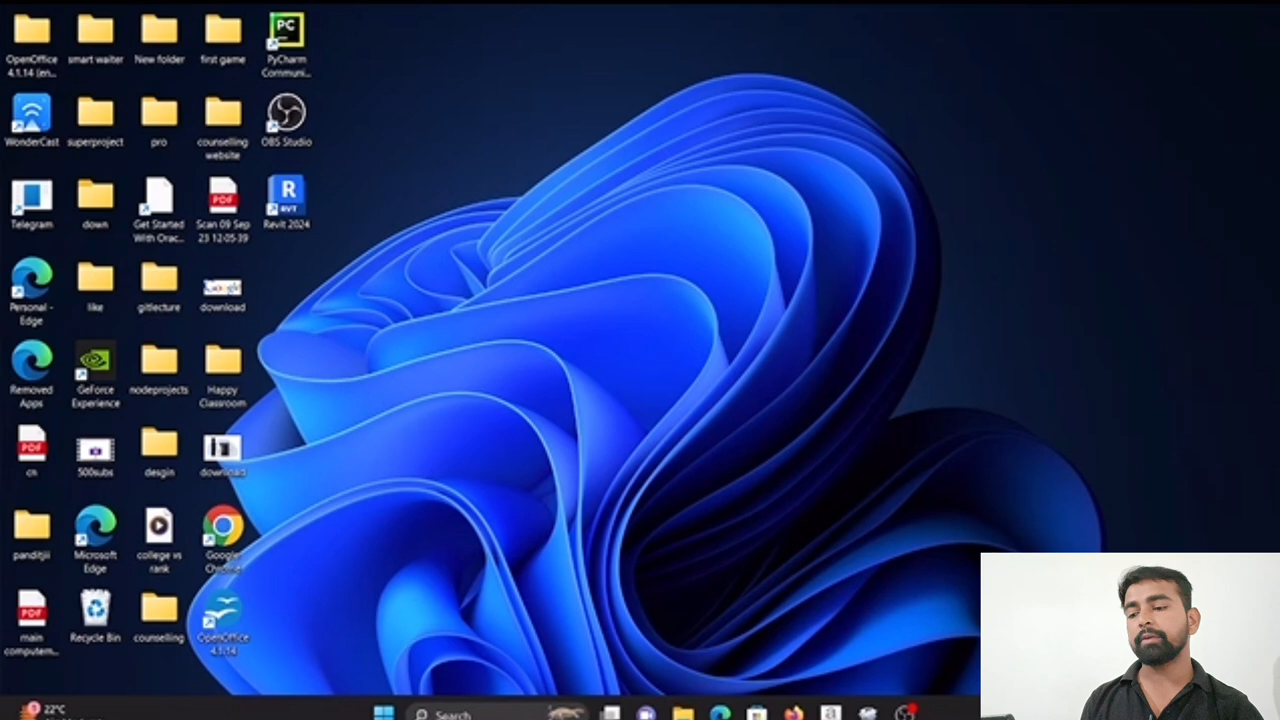 OpenOffice
4.1.14 (en...
smart waiter
New folder
first game
PC
PyCharm
Communi...
WonderCast
superproject
pro
counselling
website
OBS Studio
Telegram
down
Get Started
With Orac...
PDF
Scan 09 Sep
23 12-05-39
R
RVT
Revit 2024
Personal -
Edge
like
gitlecture
Google
download
Removed
Apps
GeForce
Experience
nodeprojects
Happy
Classroom
PDF
cn
500subs
desgin
download
panditjii
Microsoft
Edge
college vs
rank
Google
Chrome
PDF
main
computern...
Recycle Bin
counselling
OpenOffice
4.1.14
22°C
Search
a